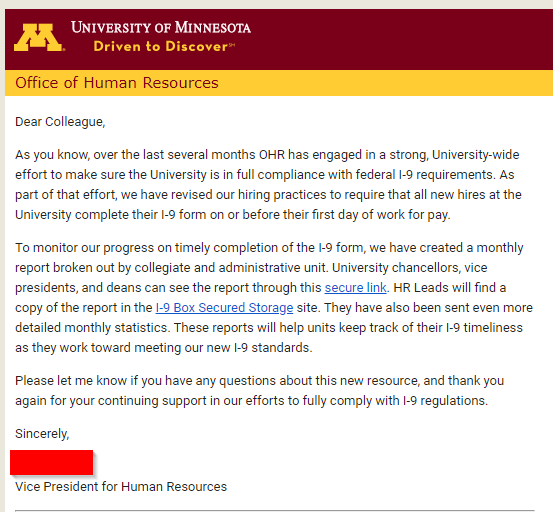 M
UNIVERSITY OF MINNESOTA
Driven to Discover℠
Office of Human Resources
Dear Colleague,
As you know, over the last several months OHR has engaged in a strong, University-wide
effort to make sure the University is in full compliance with federal I-9 requirements. As
part of that effort, we have revised our hiring practices to require that all new hires at the
University complete their I-9 form on or before their first day of work for pay.
To monitor our progress on timely completion of the I-9 form, we have created a monthly
report broken out by collegiate and administrative unit. University chancellors, vice
presidents, and deans can see the report through this secure link. HR Leads will find a
copy of the report in the I-9 Box Secured Storage site. They have also been sent even more
detailed monthly statistics. These reports will help units keep track of their I-9 timeliness
as they work toward meeting our new I-9 standards.
Please let me know if you have any questions about this new resource, and thank you
again for your continuing support in our efforts to fully comply with I-9 regulations.
Sincerely,
Vice President for Human Resources